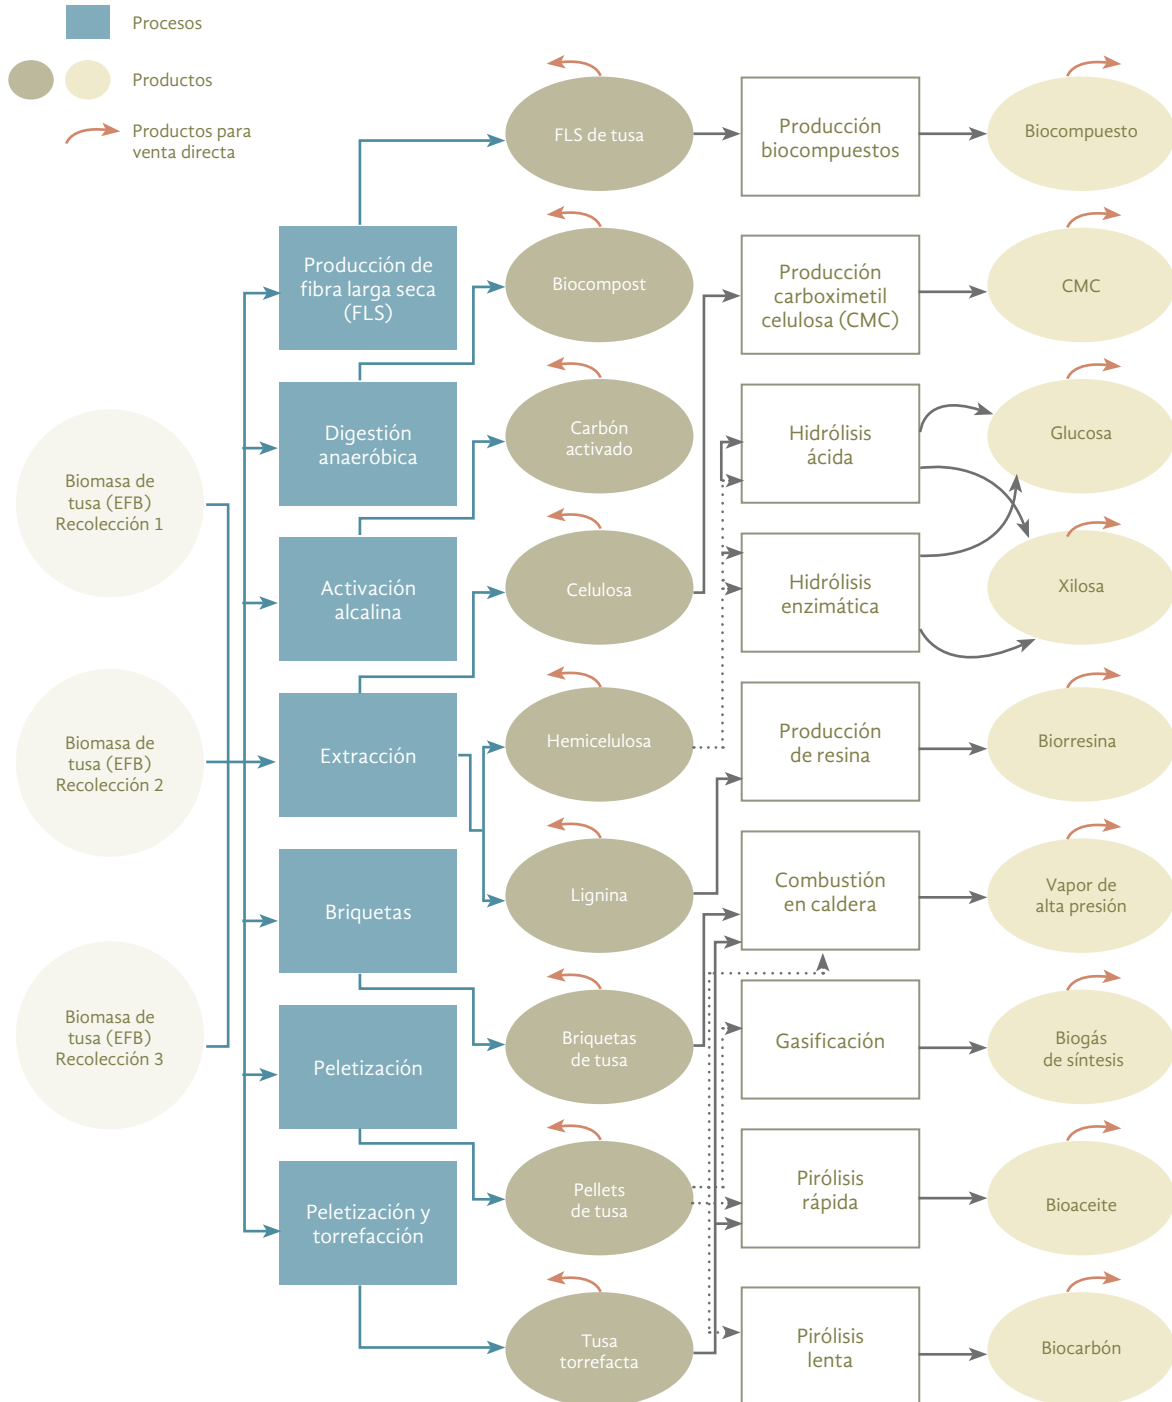 Procesos
Productos
Productos para
venta directa
Biomasa de
tusa (EFB)
Recolección 1
Biomasa de
tusa (EFB)
Recolección 2
Biomasa de
tusa (EFB)
Recolección 3
Producción de
fibra larga seca
(FLS)
Digestión
anaeróbica
Activación
alcalina
Extracción
Briquetas
Peletización
Peletización y
torrefacción
FLS de tusa
Biocompost
Carbón
activado
Celulosa
Hemicelulosa
Lignina
Briquetas
de tusa
Pellets
de tusa
Tusa
torrefacta
Producción
biocompuestos
Producción
carboximetil
celulosa (CMC)
Hidrólisis
ácida
Hidrólisis
enzimática
Producción
de resina
Combustión
en caldera
Gasificación
Pirólisis
rápida
Pirólisis
lenta
Biocompuesto
CMC
Glucosa
Xilosa
Biorresina
Vapor de
alta presión
Biogás
de síntesis
Bioaceite
Biocarbón